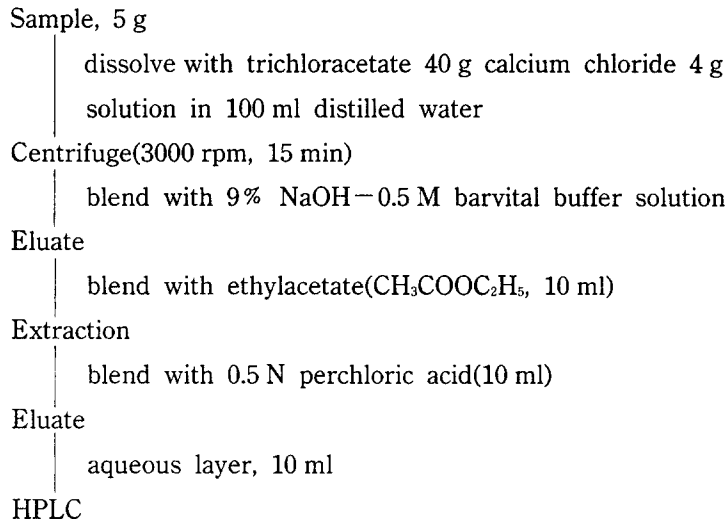 Sample, 5 g
dissolve with trichloracetate 40 g calcium chloride 4 g
solution in 100 ml distilled water
Centrifuge(3000 rpm, 15 min)
blend with 9% NaOH−0.5 M barvital buffer solution
Eluate
blend with ethylacetate(CH₃COOC₂H₅, 10 ml)
Extraction
blend with 0.5 N perchloric acid(10 ml)
Eluate
aqueous layer, 10 ml
HPLC